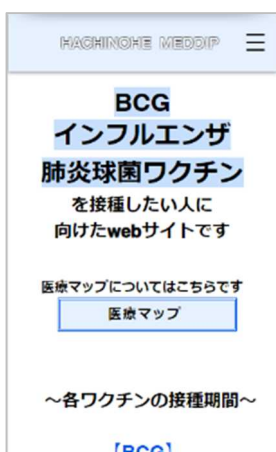 HACHINOHE MEDDIP
BCG
インフルエンザ
肺炎球菌ワクチン
を接種したい人に
向けたwebサイトです
医療マップについてはこちらです
医療マップ
～各ワクチンの接種期間～
【BCG】